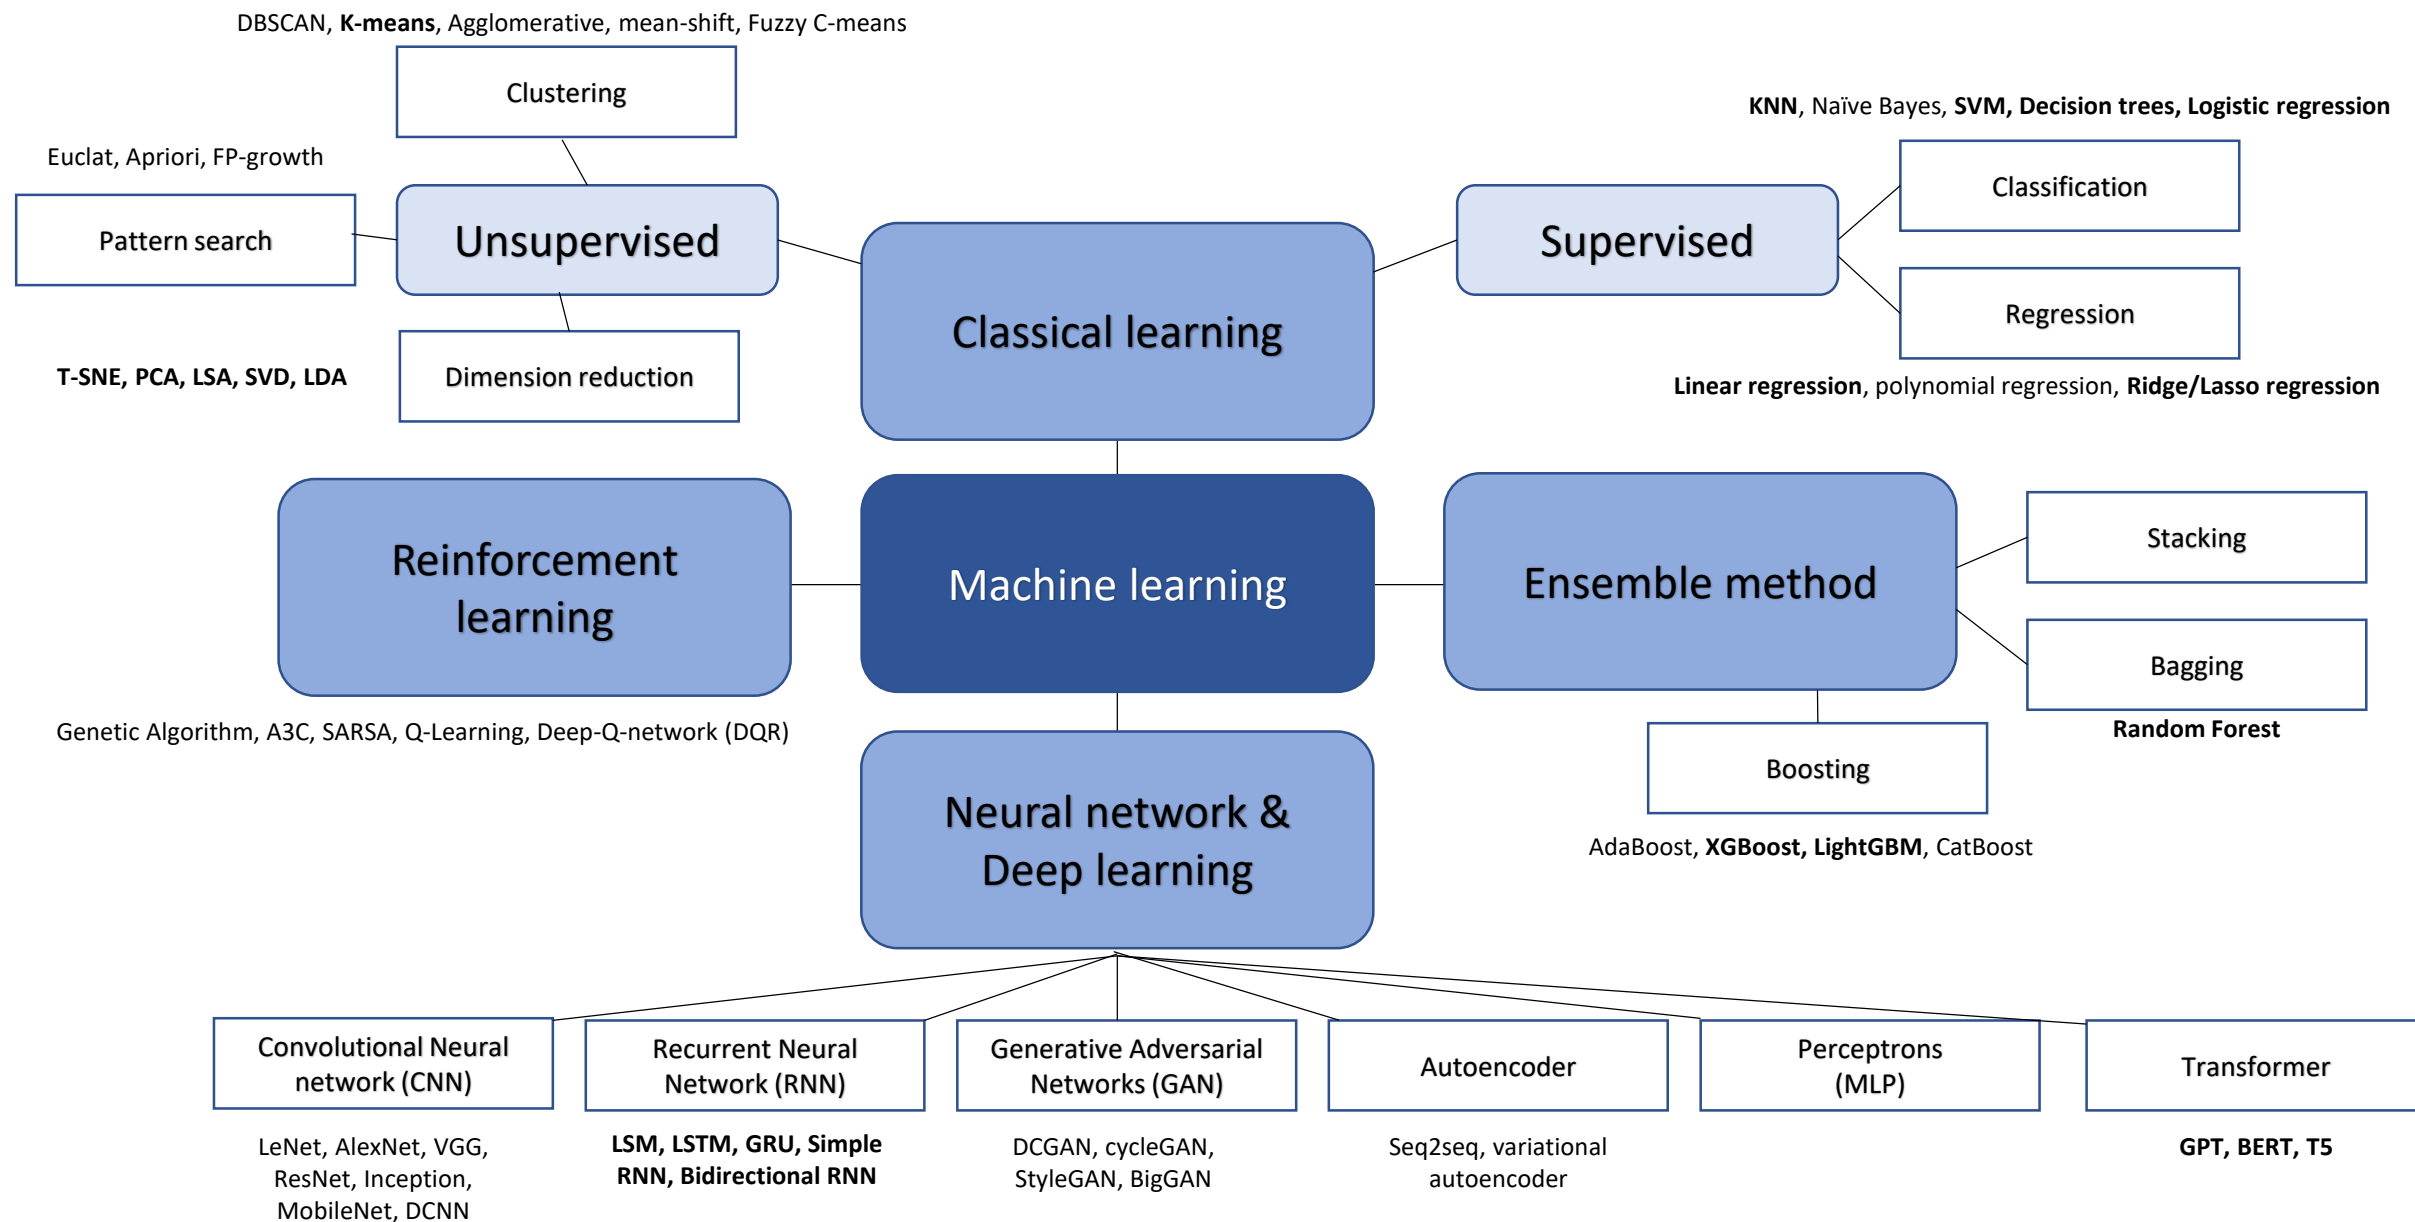 DBSCAN, K-means, Agglomerative, mean-shift, Fuzzy C-means
Clustering
KNN, Naïve Bayes, SVM, Decision trees, Logistic regression
Euclat, Apriori, FP-growth
Classification
Pattern search
Unsupervised
Supervised
Classical learning
Regression
T-SNE, PCA, LSA, SVD, LDA
Dimension reduction
Linear regression, polynomial regression, Ridge/Lasso regression
Reinforcement
learning
Machine learning
Ensemble method
Stacking
Bagging
Random Forest
Genetic Algorithm, A3C, SARSA, Q-Learning, Deep-Q-network (DQR)
Boosting
AdaBoost, XGBoost, LightGBM, CatBoost
Neural network &
Deep learning
Convolutional Neural
network (CNN)
Recurrent Neural
Network (RNN)
Generative Adversarial
Networks (GAN)
Autoencoder
Perceptrons
(MLP)
Transformer
LeNet, AlexNet, VGG,
ResNet, Inception,
MobileNet, DCNN
LSM, LSTM, GRU, Simple
RNN, Bidirectional RNN
DCGAN, cycleGAN,
StyleGAN, BigGAN
Seq2seq, variational
autoencoder
GPT, BERT, T5